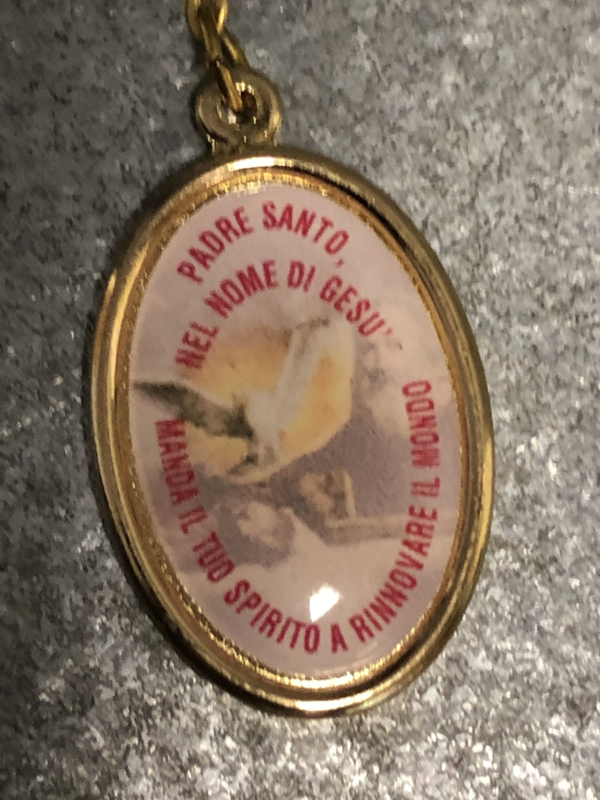 PADRE SANTO,
NEL NOME DI GESU'
MANDA IL TUO SPIRITO A RINNOVARE IL MONDO